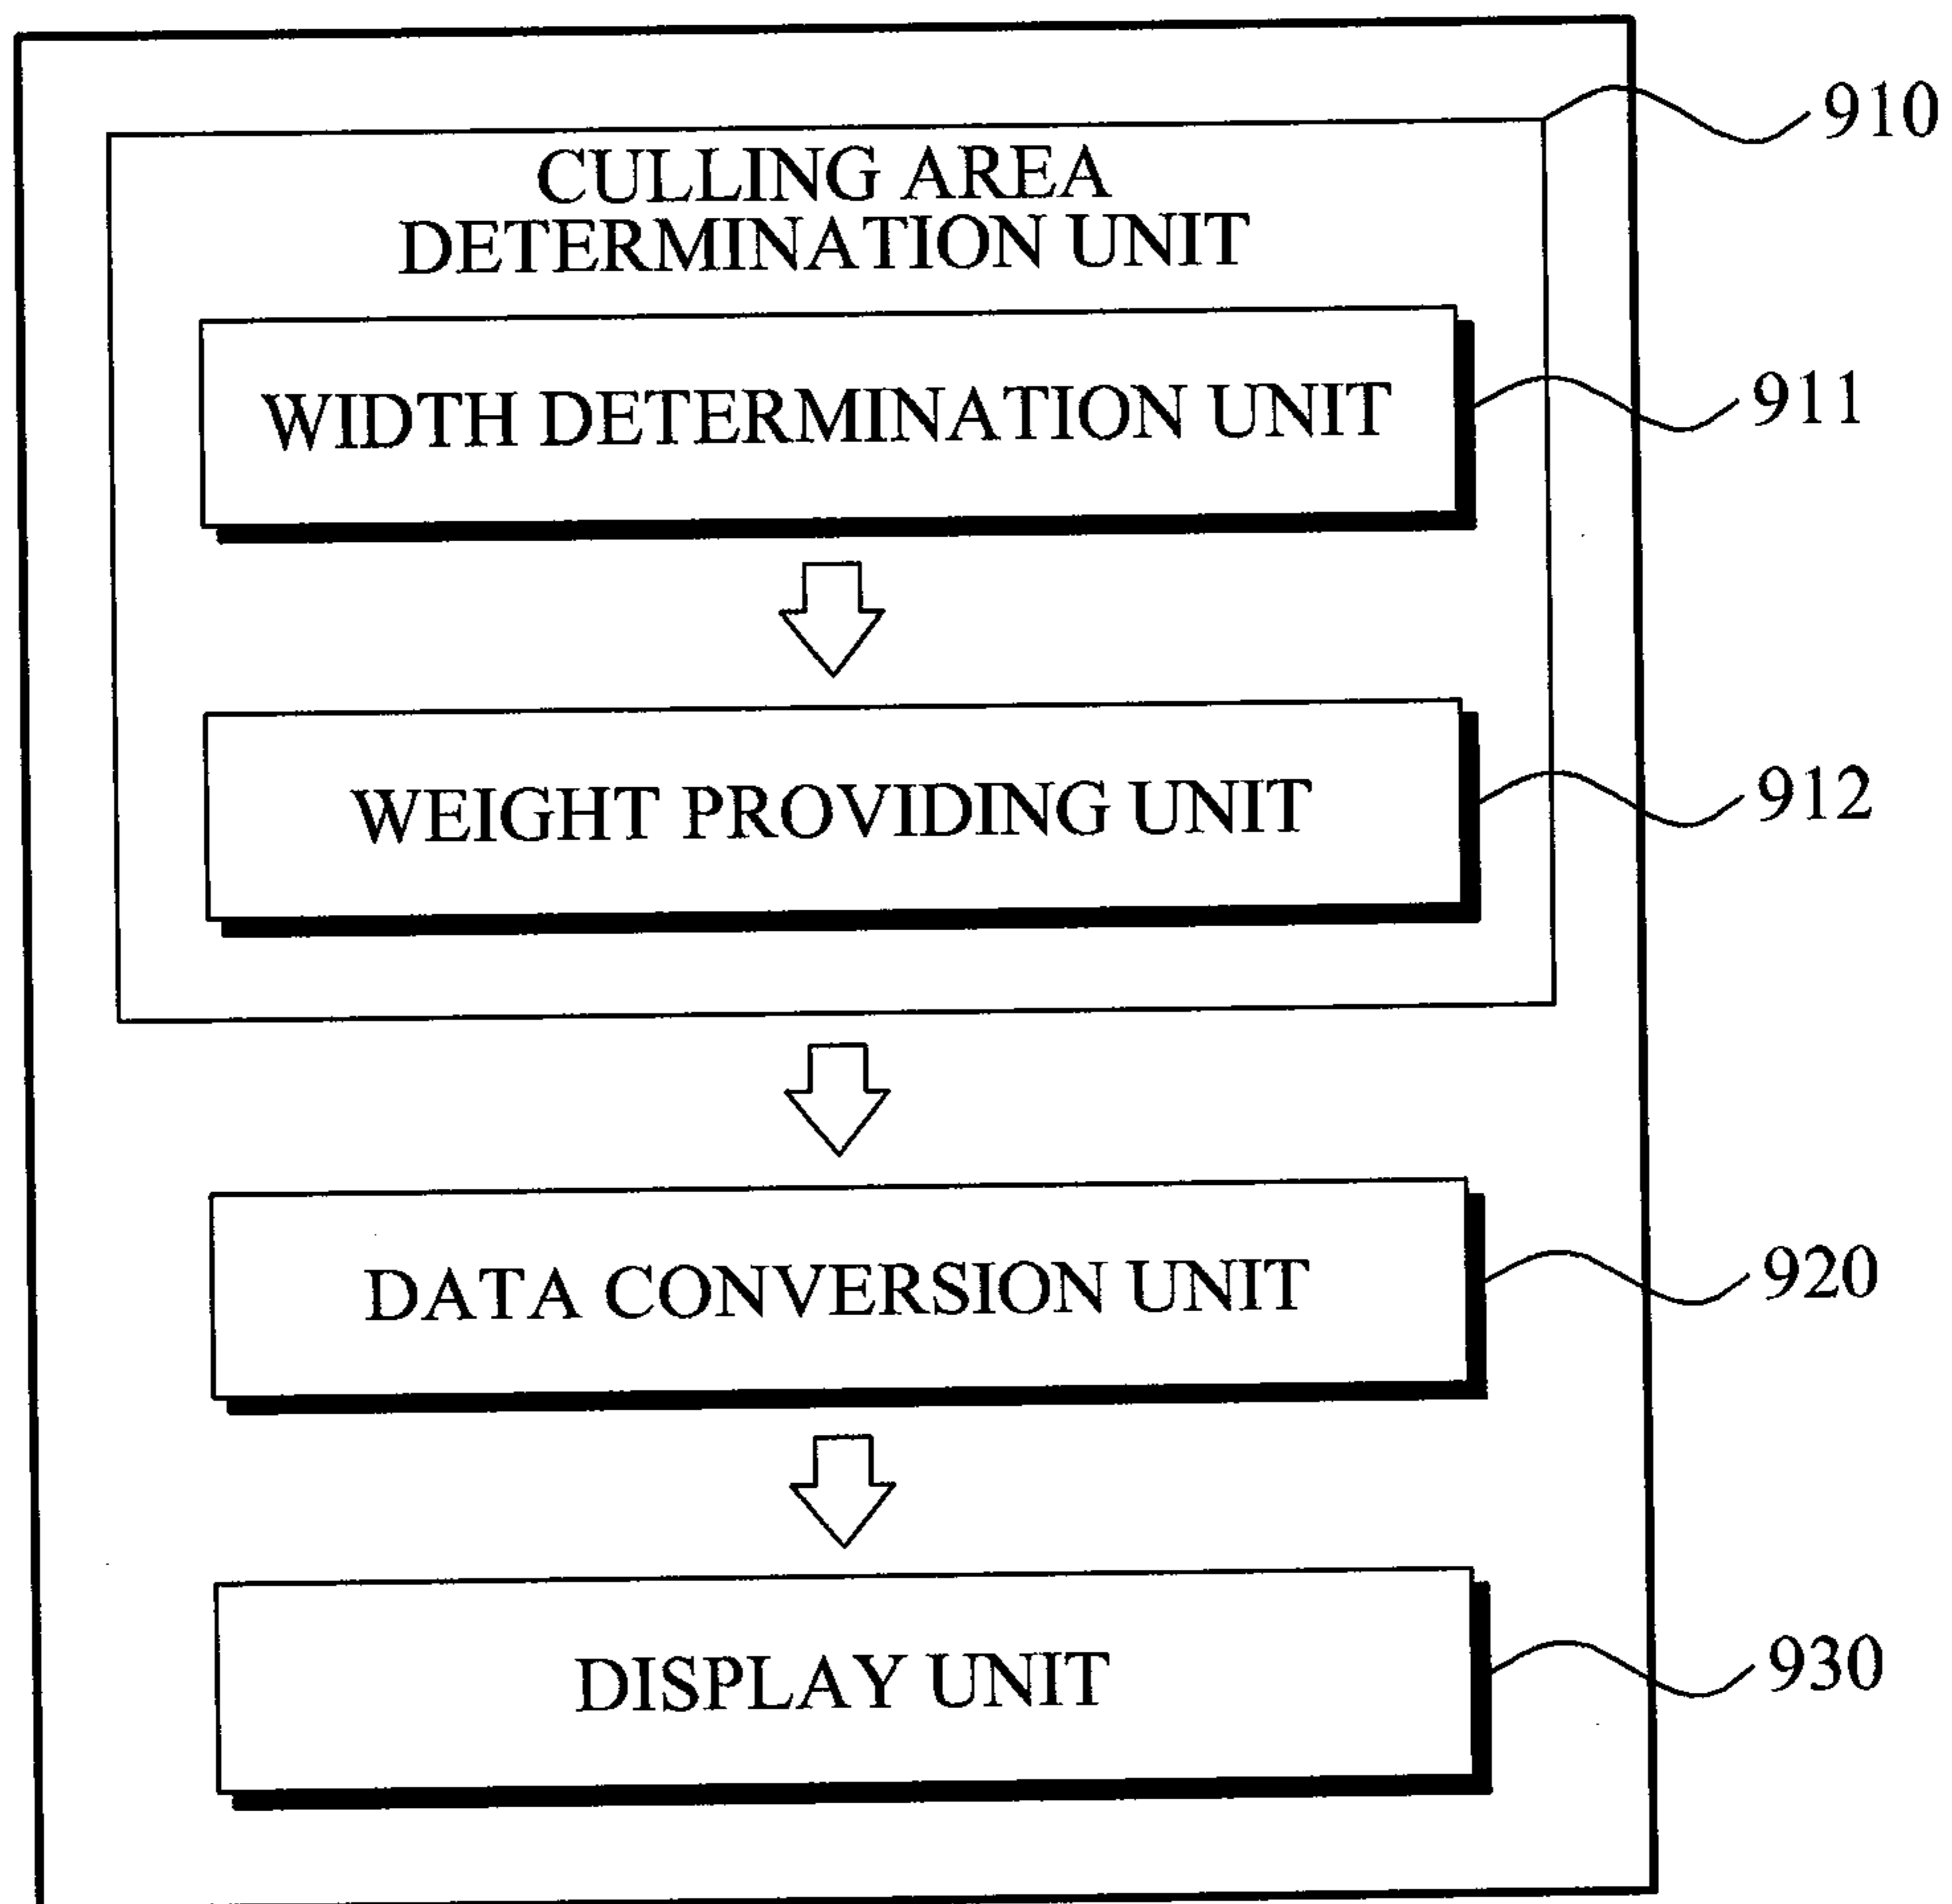 910
CULLING AREA
DETERMINATION UNIT
WIDTH DETERMINATION UNIT
911
WEIGHT PROVIDING UNIT
912
DATA CONVERSION UNIT
920
DISPLAY UNIT
930